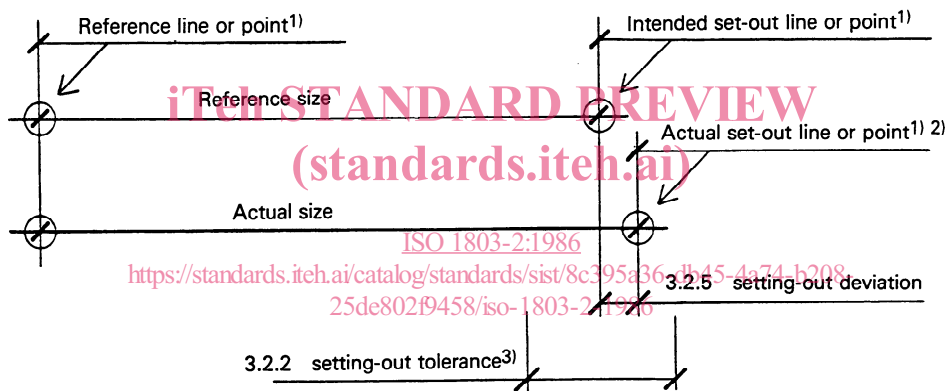 Reference line or point1)
Intended set-out line or point1)
Reference size
iTeh STANDARD PREVIEW
Actual set-out line or point1) 2)
(standards.iteh.ai)
Actual size
ISO 1803-2:1986
https://standards.iteh.ai/catalog/standards/sist/8c395a36-db45-4a74-b208-
3.2.5 setting-out deviation
25de802f9458/iso-1803-2-1986
3.2.2 setting-out tolerance3)